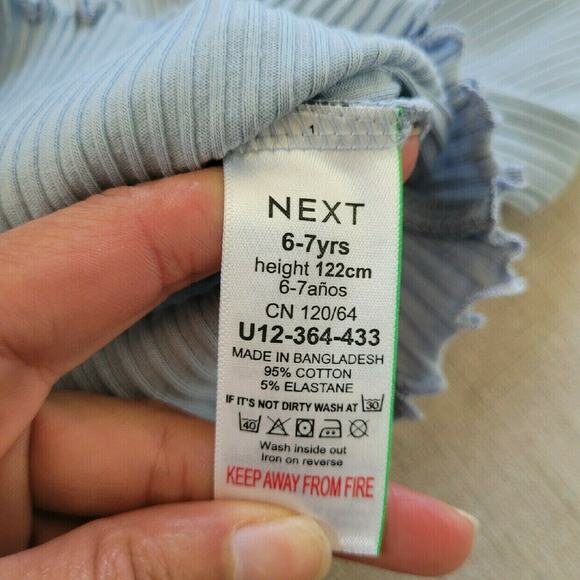 1
NEXT
6-7yrs
height 122cm
6-7años
CN 120/64
U12-364-433
MADE IN BANGLADESH
95% COTTON
5% ELASTANE
IF IT'S NOT DIRTY WASH AT 30
40
Wash inside out
Iron on reverse
KEEP AWAY FROM FIRE